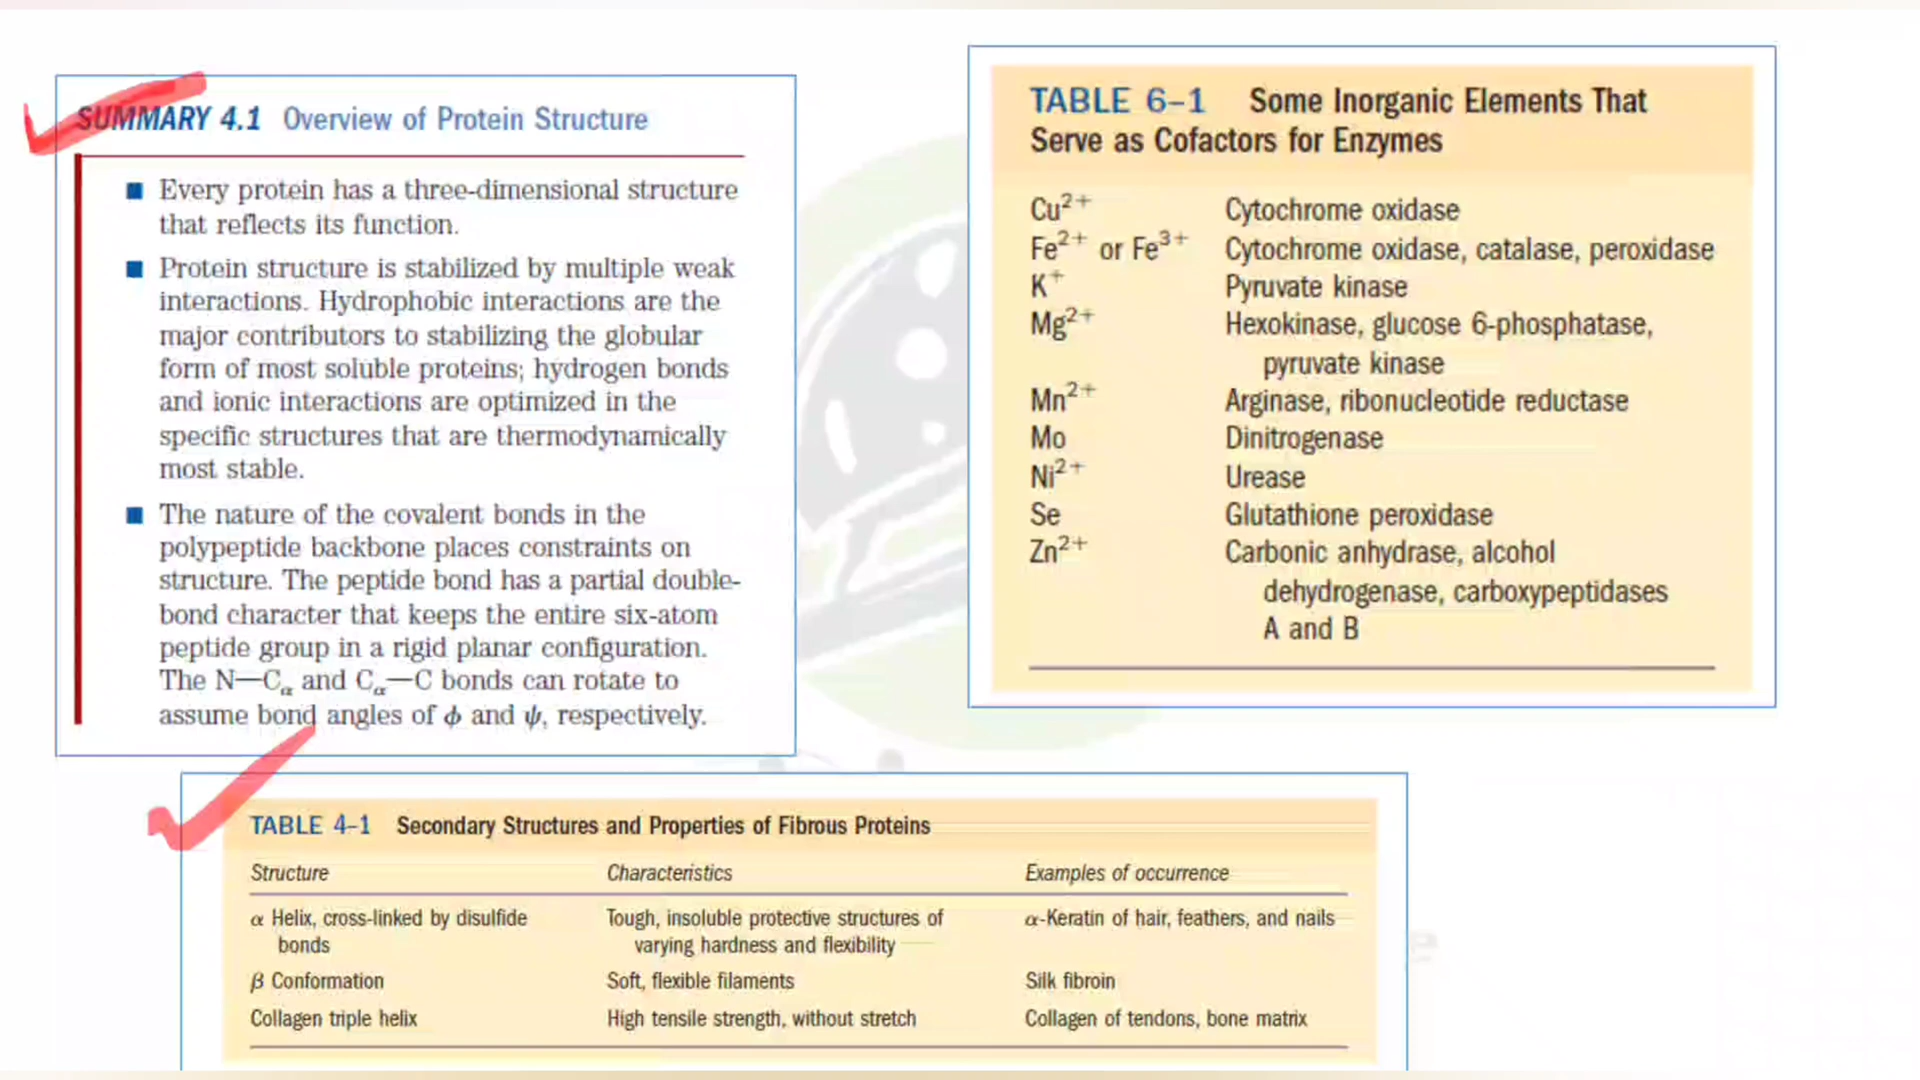 SUMMARY 4.1 Overview of Protein Structure
Every protein has a three-dimensional structure
that reflects its function.
Protein structure is stabilized by multiple weak
interactions. Hydrophobic interactions are the
major contributors to stabilizing the globular
form of most soluble proteins; hydrogen bonds
and ionic interactions are optimized in the
specific structures that are thermodynamically
most stable.
The nature of the covalent bonds in the
polypeptide backbone places constraints on
structure. The peptide bond has a partial double-
bond character that keeps the entire six-atom
peptide group in a rigid planar configuration.
The N—Cα and Cα—C bonds can rotate to
assume bond angles of ϕ and ψ, respectively.
TABLE 6–1 Some Inorganic Elements That
Serve as Cofactors for Enzymes
Cu²⁺ Cytochrome oxidase
Fe²⁺ or Fe³⁺ Cytochrome oxidase, catalase, peroxidase
K⁺ Pyruvate kinase
Mg²⁺ Hexokinase, glucose 6-phosphatase,
pyruvate kinase
Mn²⁺ Arginase, ribonucleotide reductase
Mo Dinitrogenase
Ni²⁺ Urease
Se Glutathione peroxidase
Zn²⁺ Carbonic anhydrase, alcohol
dehydrogenase, carboxypeptidases
A and B
TABLE 4–1 Secondary Structures and Properties of Fibrous Proteins
Structure Characteristics Examples of occurrence
α Helix, cross-linked by disulfide Tough, insoluble protective structures of α-Keratin of hair, feathers, and nails
bonds varying hardness and flexibility
β Conformation Soft, flexible filaments Silk fibroin
Collagen triple helix High tensile strength, without stretch Collagen of tendons, bone matrix